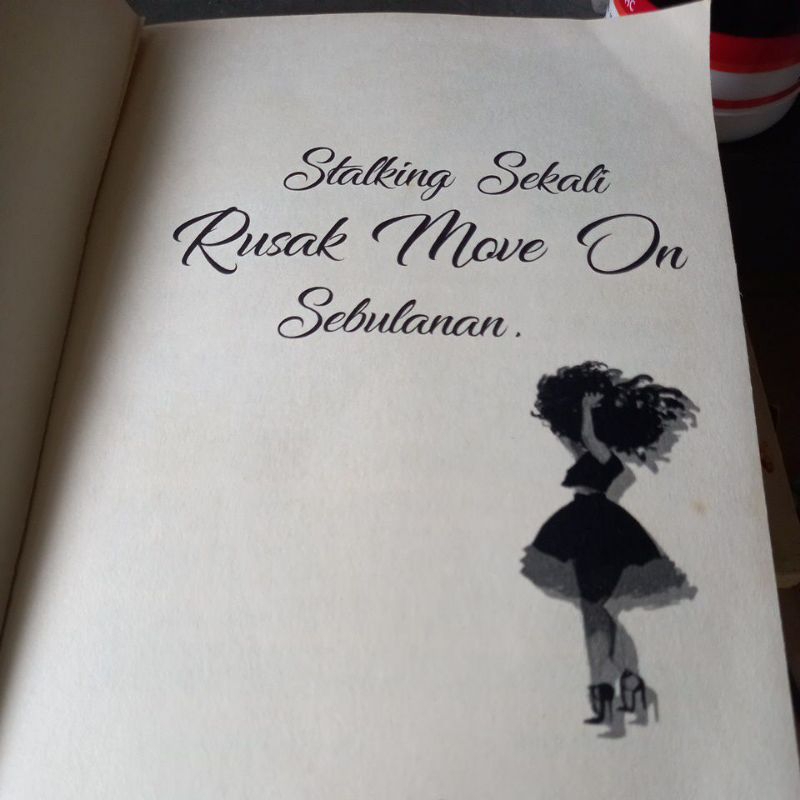 Stalking Sekali
Rusak Move On
Sebulanan.